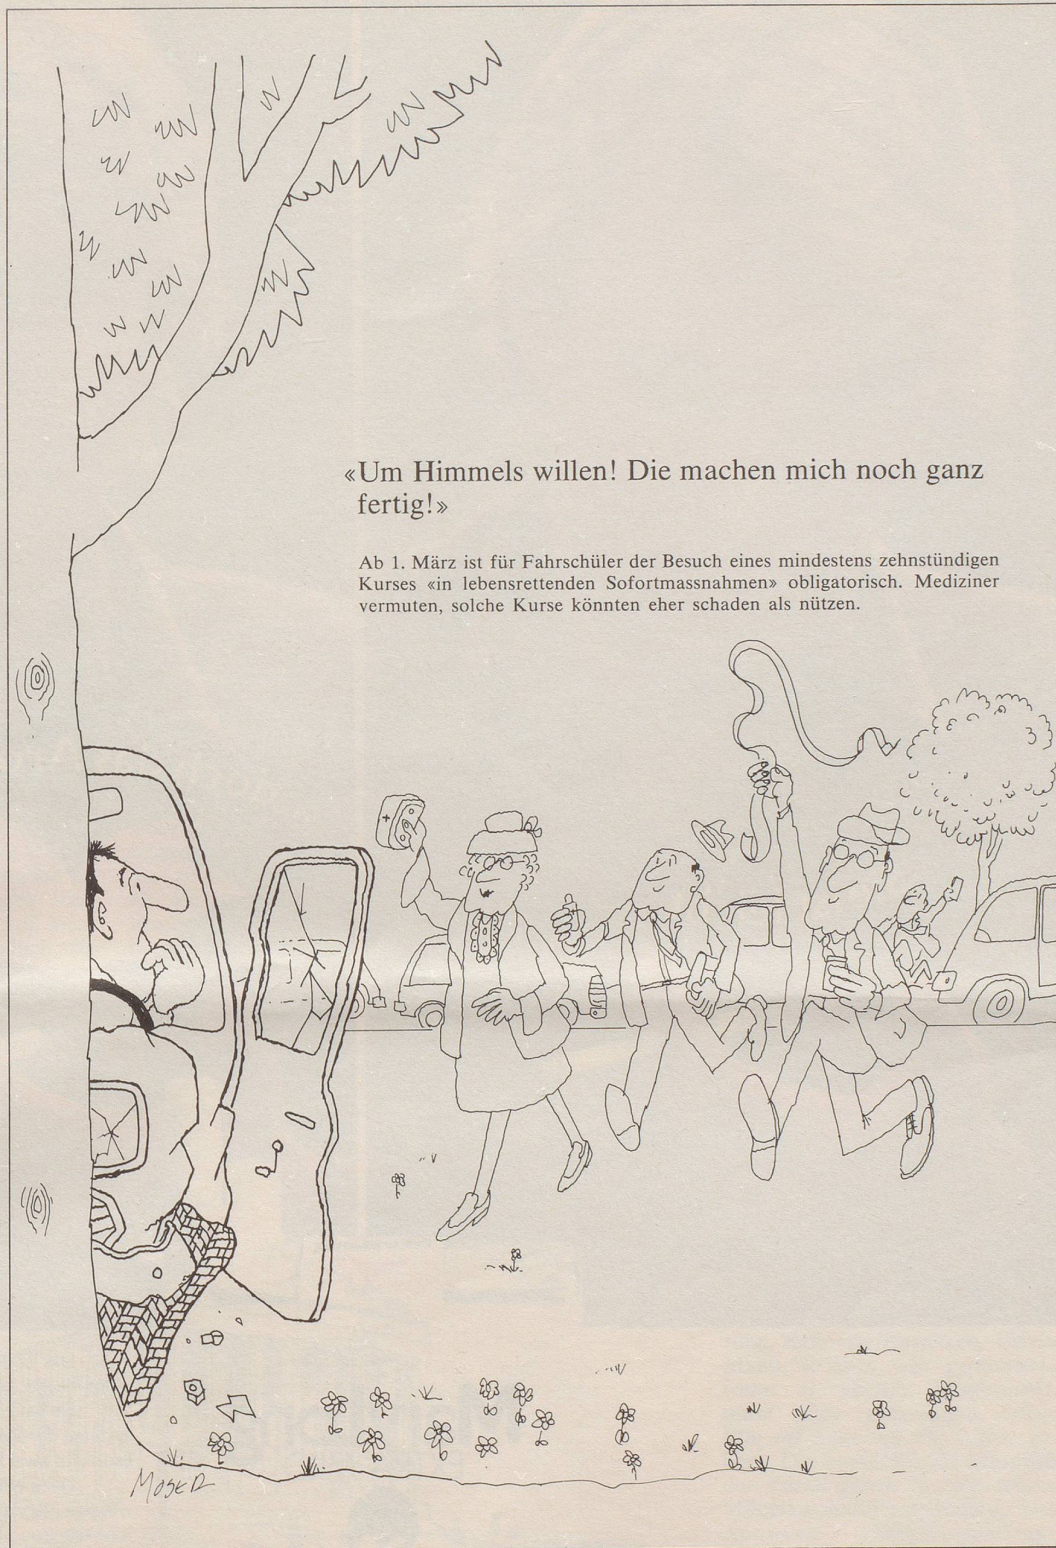 «Um Himmels willen! Die machen mich noch ganz
fertig!»
Ab 1. März ist für Fahrschüler der Besuch eines mindestens zehnstündigen
Kurses «in lebensrettenden Sofortmassnahmen» obligatorisch. Mediziner
vermuten, solche Kurse könnten eher schaden als nützen.
MOSER